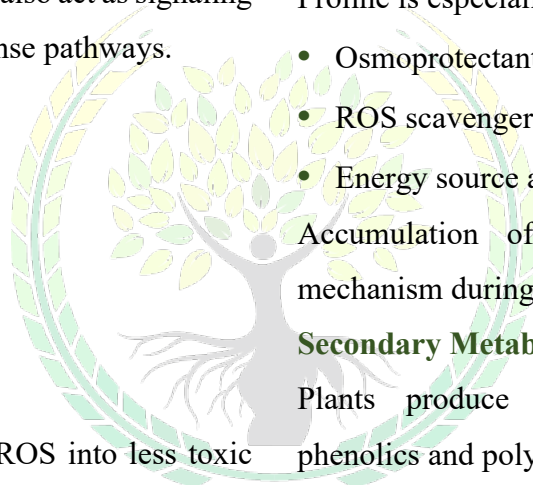 also act as signaling
nse pathways.
ROS into less toxic
Proline is especial
• Osmoprotectant
• ROS scavenger
• Energy source a
Accumulation of
mechanism during
Secondary Metab
Plants produce
phenolics and poly